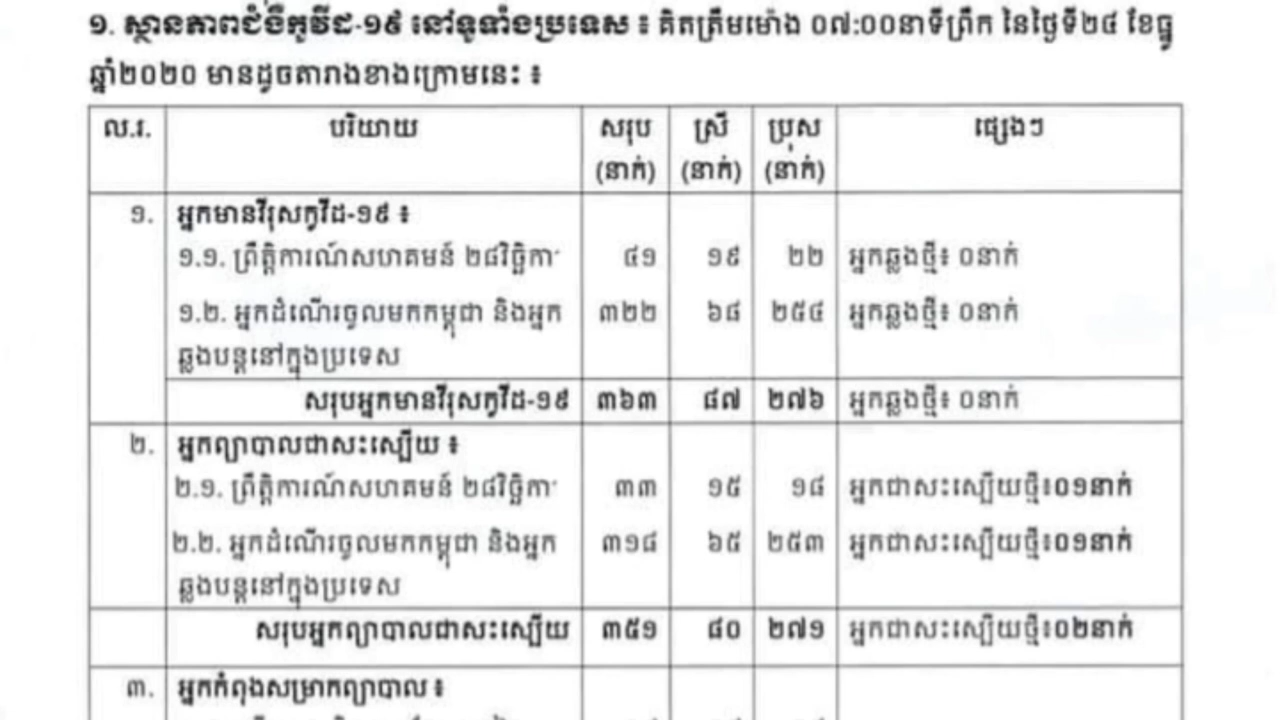 ១. ស្ថានភាពជំងឺកូវីដ-១៩ នៅទូទាំងប្រទេស ៖ គិតត្រឹមម៉ោង ០៧:០០នាទីព្រឹក នៃថ្ងៃទី២៤ ខែធ្នូ
ឆ្នាំ២០២០ មានដូចតារាងខាងក្រោមនេះ ៖
ល.រ. បរិយាយ សរុប ស្រី ប្រុស ផ្សេងៗ
(នាក់) (នាក់) (នាក់)
១. អ្នកមានវីរុសកូវីដ-១៩ ៖
១.១. ព្រឹត្តិការណ៍សហគមន៍ ២៨វិច្ឆិកា ៤១ ១៩ ២២ អ្នកឆ្លងថ្មី៖ ០នាក់
១.២. អ្នកដំណើរចូលមកកម្ពុជា និងអ្នក ៣២២ ៦៨ ២៥៤ អ្នកឆ្លងថ្មី៖ ០នាក់
ឆ្លងបន្តនៅក្នុងប្រទេស
សរុបអ្នកមានវីរុសកូវីដ-១៩ ៣៦៣ ៨៧ ២៧៦ អ្នកឆ្លងថ្មី៖ ០នាក់
២. អ្នកព្យាបាលជាសះស្បើយ ៖
២.១. ព្រឹត្តិការណ៍សហគមន៍ ២៨វិច្ឆិកា ៣៣ ១៥ ១៨ អ្នកជាសះស្បើយថ្មី៖០១នាក់
២.២. អ្នកដំណើរចូលមកកម្ពុជា និងអ្នក ៣១៨ ៦៥ ២៥៣ អ្នកជាសះស្បើយថ្មី៖០១នាក់
ឆ្លងបន្តនៅក្នុងប្រទេស
សរុបអ្នកព្យាបាលជាសះស្បើយ ៣៥១ ៨០ ២៧១ អ្នកជាសះស្បើយថ្មី៖០២នាក់
៣. អ្នកកំពុងសម្រាកព្យាបាល ៖